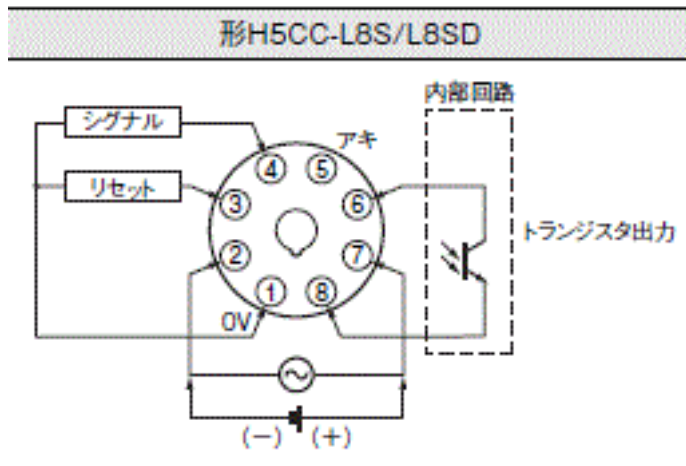 形H5CC-L8S/L8SD
内部回路
シグナル
アキ
④ ⑤
リセット
③ ⑥
トランジスタ出力
② ⑦
① ⑧
0V
(−) (+)